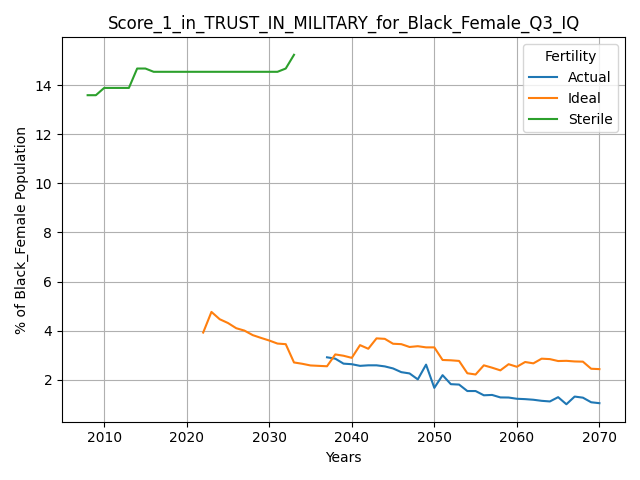 Score_1_in_TRUST_IN_MILITARY_for_Black_Female_Q3_IQ
Fertility
Actual
Ideal
Sterile
% of Black_Female Population
14
12
10
8
6
4
2
2010
2020
2030
2040
2050
2060
2070
Years